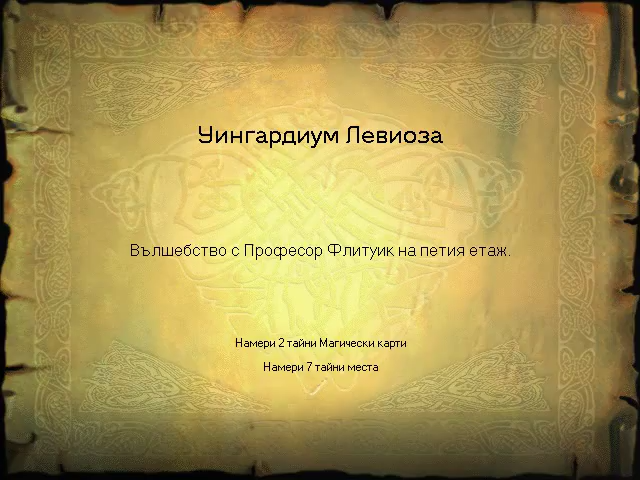 Уингардиум Левиоза
Вълшебство с Професор Флитуик на петия етаж.
Намери 2 тайни Магически карти
Намери 7 тайни места